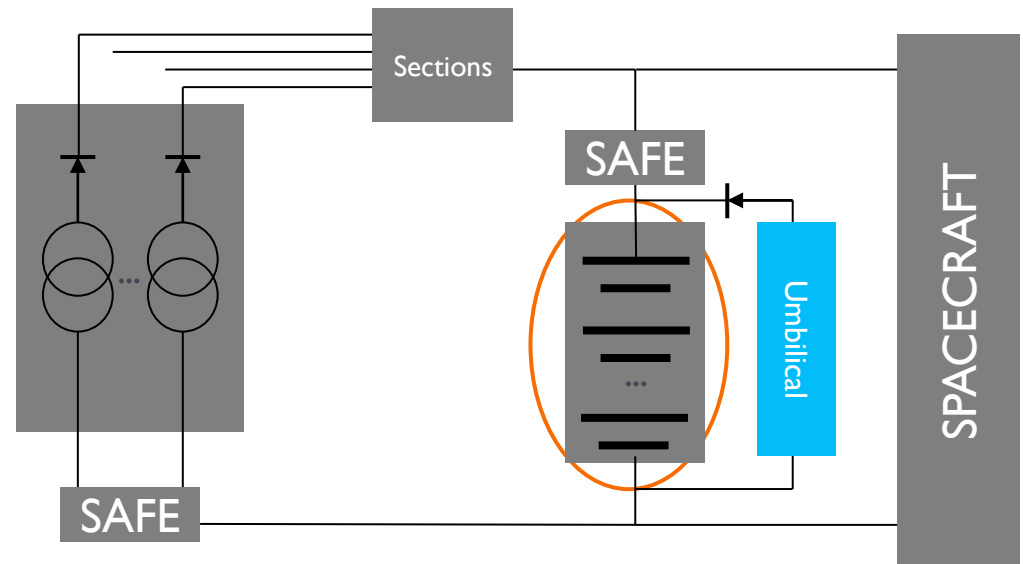 Sections
SAFE
...
Umbilical
...
SAFE
SPACECRAFT